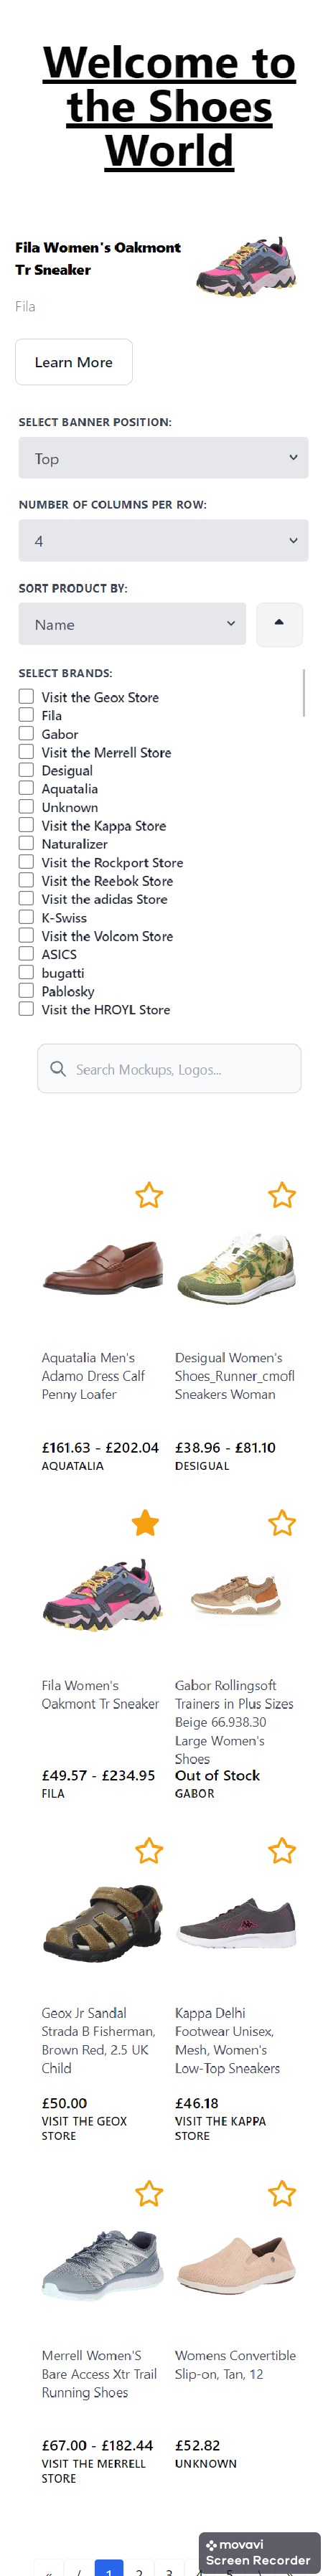 Welcome to
the Shoes
World
Fila Women's Oakmont
Tr Sneaker
Fila
Learn More
SELECT BANNER POSITION:
Top
NUMBER OF COLUMNS PER ROW:
4
SORT PRODUCT BY:
Name
SELECT BRANDS:
Visit the Geox Store
Fila
Gabor
Visit the Merrell Store
Desigual
Aquatalia
Unknown
Visit the Kappa Store
Naturalizer
Visit the Rockport Store
Visit the Reebok Store
Visit the adidas Store
K-Swiss
Visit the Volcom Store
ASICS
bugatti
Pablosky
Visit the HROYL Store
Search Mockups, Logos...
Aquatalia Men's
Adamo Dress Calf
Penny Loafer
£161.63 - £202.04
AQUATALIA
Desigual Women's
Shoes_Runner_cmofl
Sneakers Woman
£38.96 - £81.10
DESIGUAL
Fila Women's
Oakmont Tr Sneaker
£49.57 - £234.95
FILA
Gabor Rollingsoft
Trainers in Plus Sizes
Beige 66.938.30
Large Women's
Shoes
Out of Stock
GABOR
Geox Jr Sandal
Strada B Fisherman,
Brown Red, 2.5 UK
Child
£50.00
VISIT THE GEOX
STORE
Kappa Delhi
Footwear Unisex,
Mesh, Women's
Low-Top Sneakers
£46.18
VISIT THE KAPPA
STORE
Merrell Women'S
Bare Access Xtr Trail
Running Shoes
£67.00 - £182.44
VISIT THE MERRELL
STORE
Womens Convertible
Slip-on, Tan, 12
£52.82
UNKNOWN
1 2 3
movavi
Screen Recorder